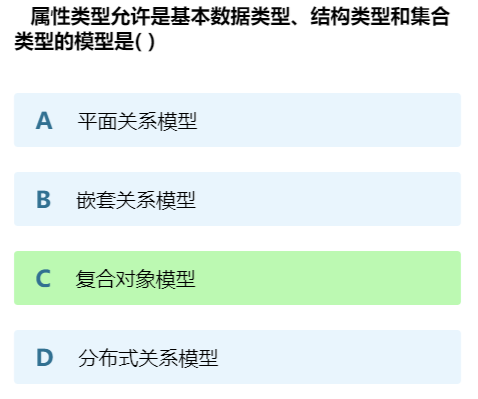 属性类型允许是基本数据类型、结构类型和集合
类型的模型是( )
A 平面关系模型
B 嵌套关系模型
C 复合对象模型
D 分布式关系模型